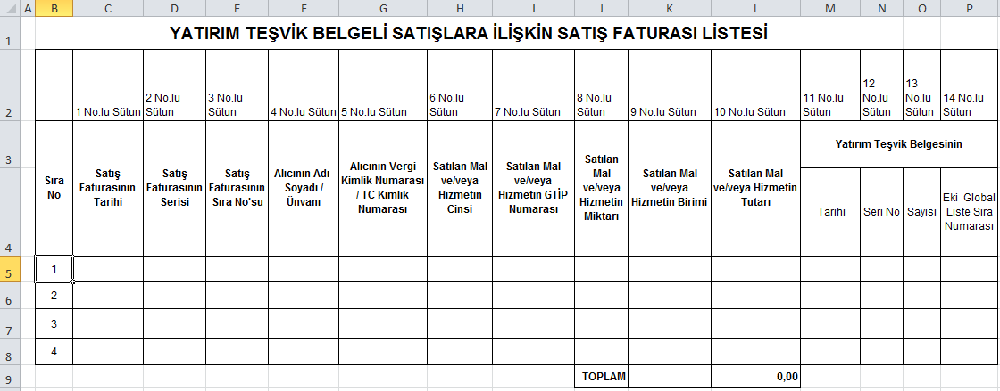 A B C D E F G H I J K L M N O P
1
YATIRIM TEŞVİK BELGELİ SATIŞLARA İLİŞKİN SATIŞ FATURASI LİSTESİ
2
1 No.lu Sütun
2 No.lu
Sütun
3 No.lu
Sütun
4 No.lu Sütun
5 No.lu Sütun
6 No.lu
Sütun
7 No.lu Sütun
8 No.lu
Sütun
9 No.lu Sütun
10 No.lu Sütun
11 No.lu
Sütun
12
No.lu
Sütun
13
No.lu
Sütun
14 No.lu
Sütun
3
4
Sıra
No
Satış
Faturasının
Tarihi
Satış
Faturasının
Serisi
Satış
Faturasının
Sıra No'su
Alıcının Adı-
Soyadı /
Ünvanı
Alıcının Vergi
Kimlik Numarası
/ TC Kimlik
Numarası
Satılan Mal
ve/veya
Hizmetin
Cinsi
Satılan Mal
ve/veya
Hizmetin GTİP
Numarası
Satılan
Mal
ve/veya
Hizmetin
Miktarı
Satılan Mal
ve/veya
Hizmetin Birimi
Satılan Mal
ve/veya Hizmetin
Tutarı
Yatırım Teşvik Belgesinin
Tarihi
Seri No
Sayısı
Eki Global
Liste Sıra
Numarası
5 1
6 2
7 3
8 4
9 TOPLAM 0,00